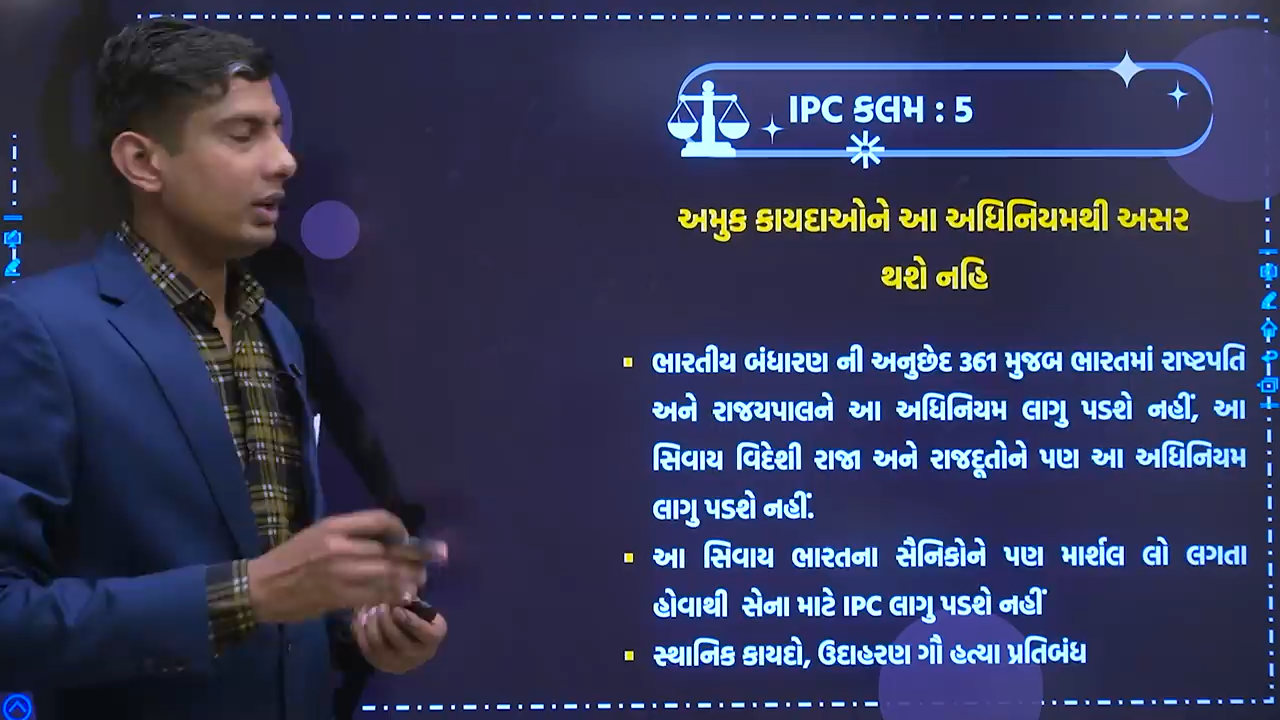 IPC કલમ : 5
અમુક કાયદાઓને આ અધિનિયમથી અસર
થશે નહિ
▪ ભારતીય બંધારણ ની અનુછેદ 361 મુજબ ભારતમાં રાષ્ટપતિ
અને રાજયપાલને આ અધિનિયમ લાગુ પડશે નહીં, આ
સિવાય વિદેશી રાજા અને રાજદૂતોને પણ આ અધિનિયમ
લાગુ પડશે નહીં.
▪ આ સિવાય ભારતના સૈનિકોને પણ માર્શલ લો લગતા
હોવાથી સેના માટે IPC લાગુ પડશે નહીં
▪ સ્થાનિક કાયદો, ઉદાહરણ ગૌ હત્યા પ્રતિબંધ